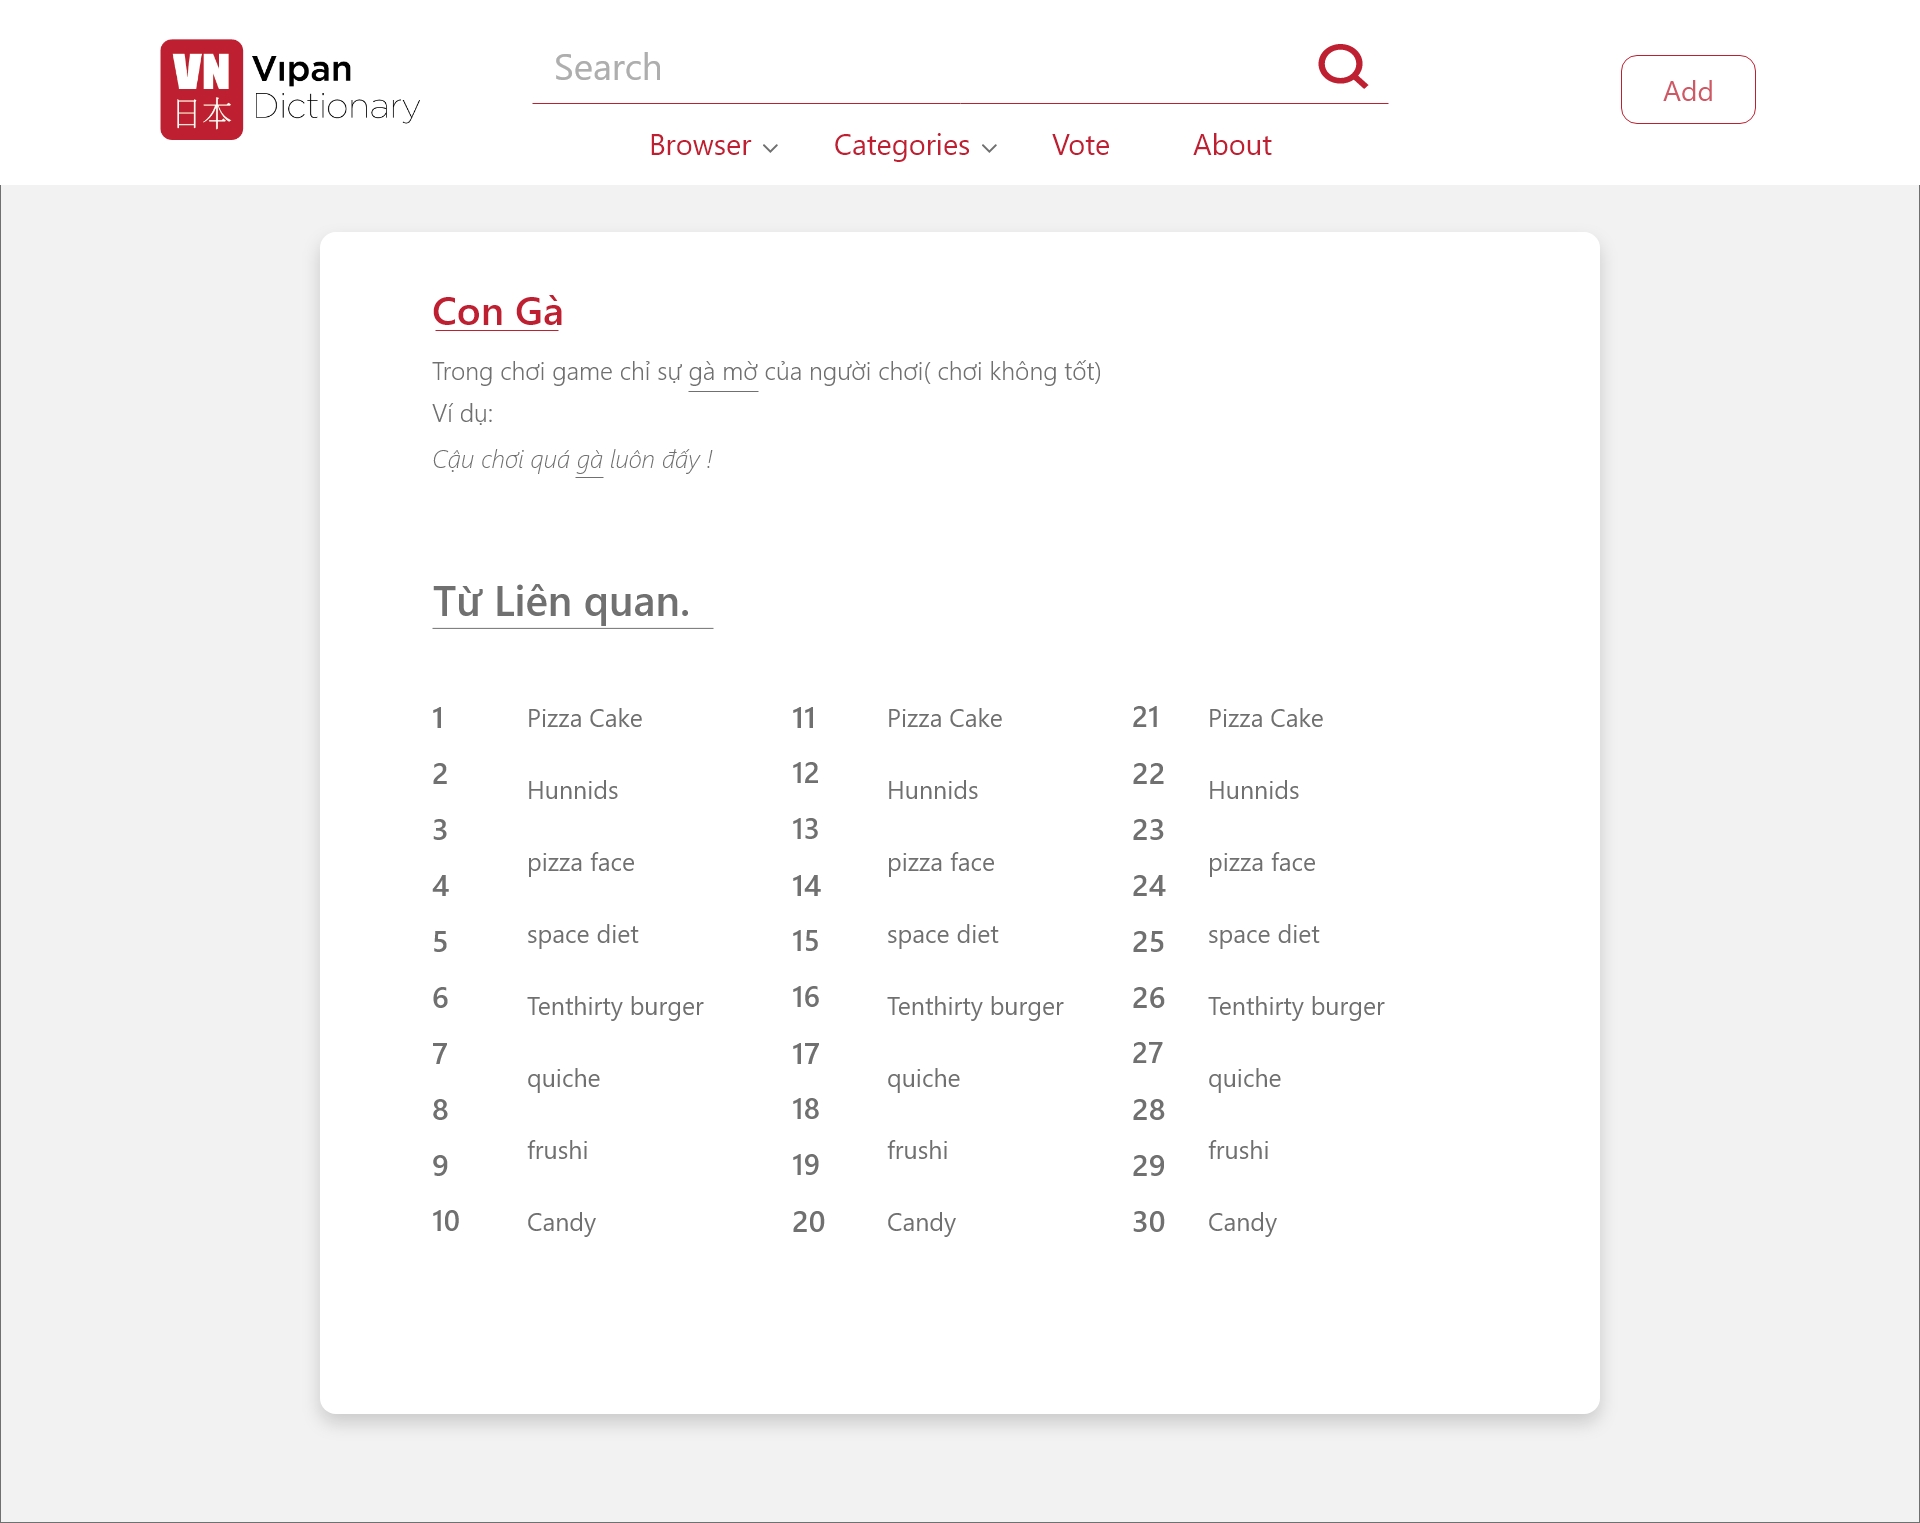 VN
日本
Vipan
Dictionary
Search
Add
Browser
Categories
Vote
About
Con Gà
Trong chơi game chỉ sự gà mờ của người chơi( chơi không tốt)
Ví dụ:
Cậu chơi quá gà luôn đấy !
Từ Liên quan.
1
2
3
4
5
6
7
8
9
10
Pizza Cake
Hunnids
pizza face
space diet
Tenthirty burger
quiche
frushi
Candy
11
12
13
14
15
16
17
18
19
20
Pizza Cake
Hunnids
pizza face
space diet
Tenthirty burger
quiche
frushi
Candy
21
22
23
24
25
26
27
28
29
30
Pizza Cake
Hunnids
pizza face
space diet
Tenthirty burger
quiche
frushi
Candy